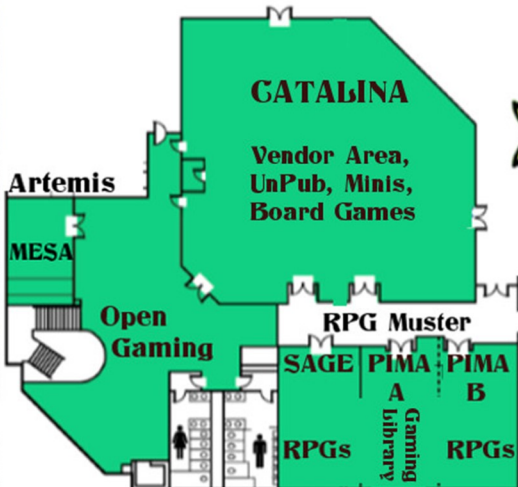 CATALINA
Vendor Area,
UnPub, Minis,
Board Games
Artemis
MESA
Open
Gaming
RPG Muster
SAGE
PIMA
A
PIMA
B
Gaming
Library
RPGs
RPGs